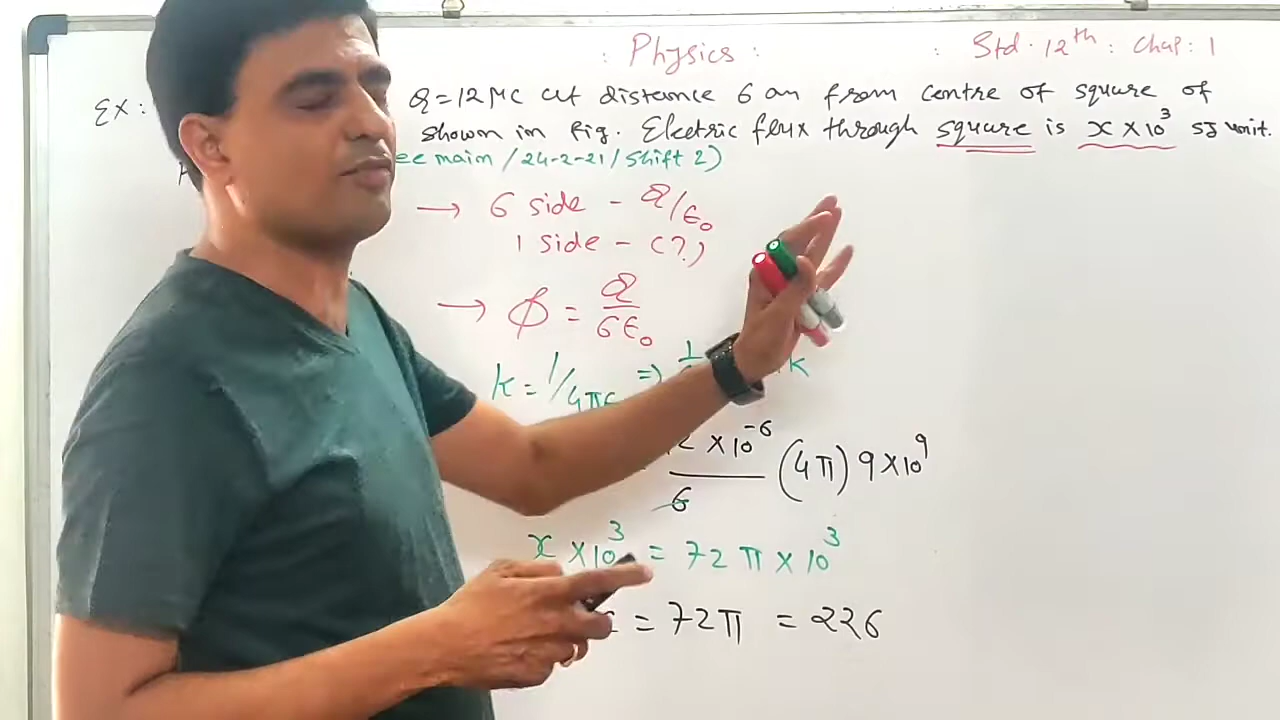 : Physics : : Std. 12th : Chap: 1
Ex: Q = 12 μC at distance 6 cm from centre of square of
shown in fig. Electric flux through square is x × 10³ SI unit.
ee main / 24-2-21 / Shift 2)
→ 6 side - Q/ϵ₀
1 side - (?)
→ ϕ = Q/6ϵ₀
k = 1/4πϵ ⇒ 1 k
2 × 10⁻⁶/6 (4π) 9 × 10⁹
x × 10³ = 72 π × 10³
= 72π = 226